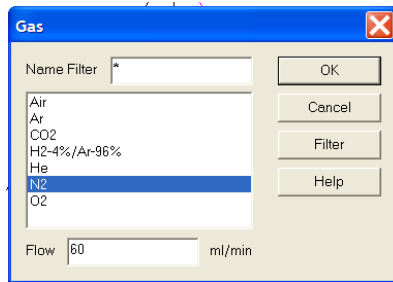 Gas
Name Filter *
OK
Air
Ar
CO2
H2-4%/Ar-96%
He
N2
O2
Cancel
Filter
Help
Flow 60 ml/min